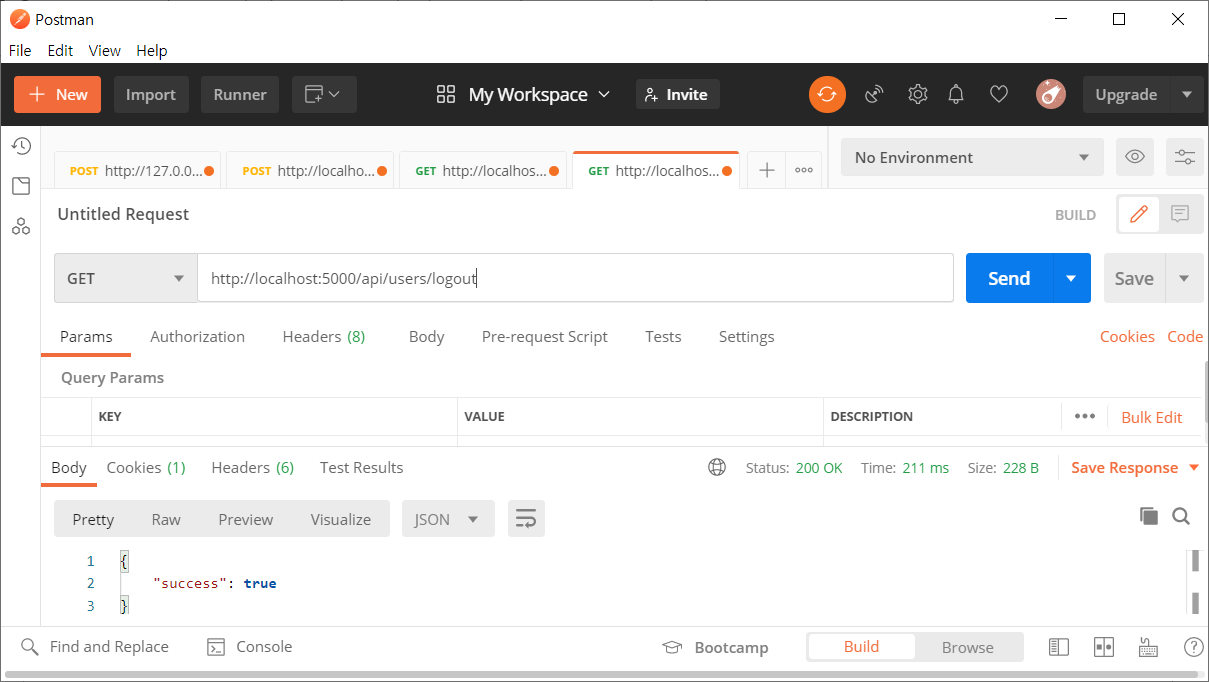 Postman
File Edit View Help
New Import Runner My Workspace Invite Upgrade
POST http://127.0.0... POST http://localho... GET http://localhos... GET http://localhos... No Environment
Untitled Request BUILD
GET http://localhost:5000/api/users/logout Send Save
Params Authorization Headers (8) Body Pre-request Script Tests Settings Cookies Code
Query Params
KEY VALUE DESCRIPTION Bulk Edit
Body Cookies (1) Headers (6) Test Results Status: 200 OK Time: 211 ms Size: 228 B Save Response
Pretty Raw Preview Visualize JSON
1 {
2 "success": true
3 }
Find and Replace Console Bootcamp Build Browse